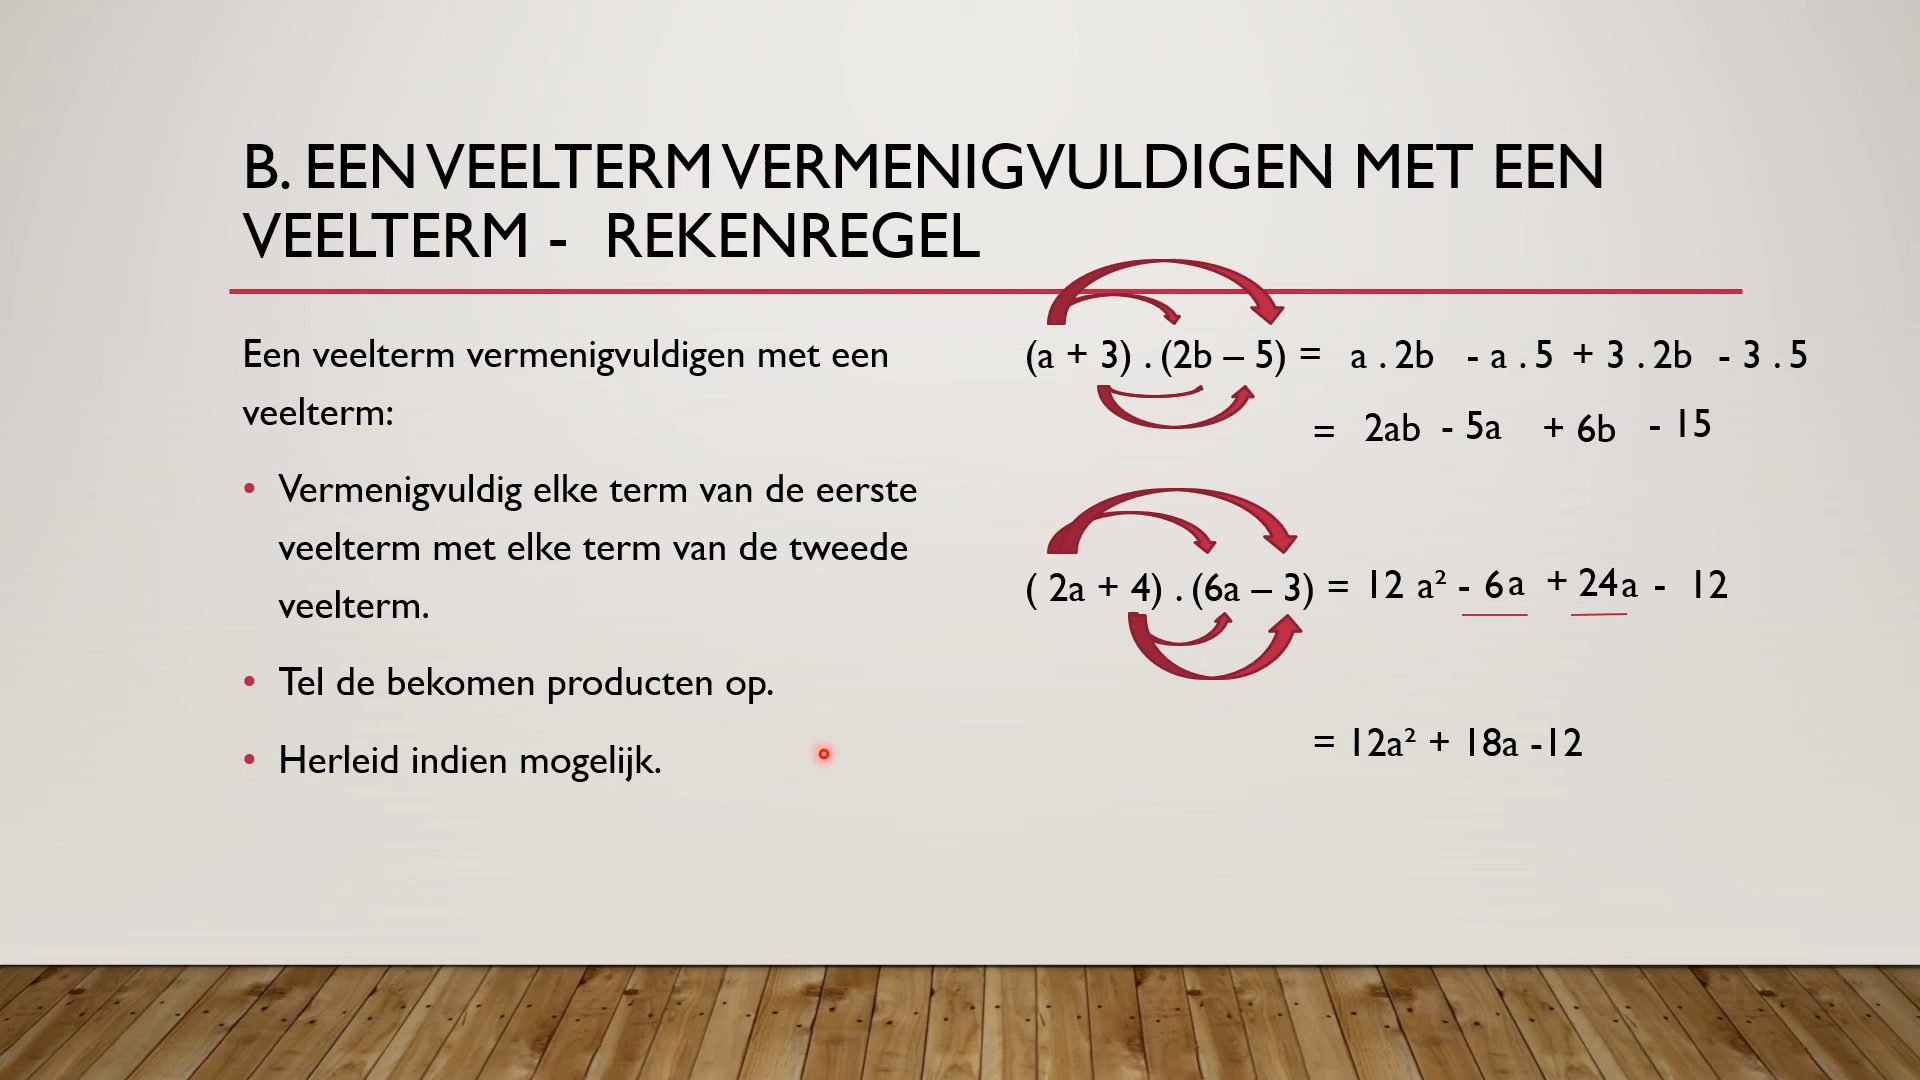 B. EEN VEELTERM VERMENIGVULDIGEN MET EEN
VEELTERM - REKENREGEL
Een veelterm vermenigvuldigen met een
veelterm:
• Vermenigvuldig elke term van de eerste
veelterm met elke term van de tweede
veelterm.
• Tel de bekomen producten op.
• Herleid indien mogelijk.
(a + 3) . (2b – 5) = a . 2b - a . 5 + 3 . 2b - 3 . 5
= 2ab - 5a + 6b - 15
( 2a + 4) . (6a – 3) = 12 a² - 6a + 24a - 12
= 12a² + 18a -12